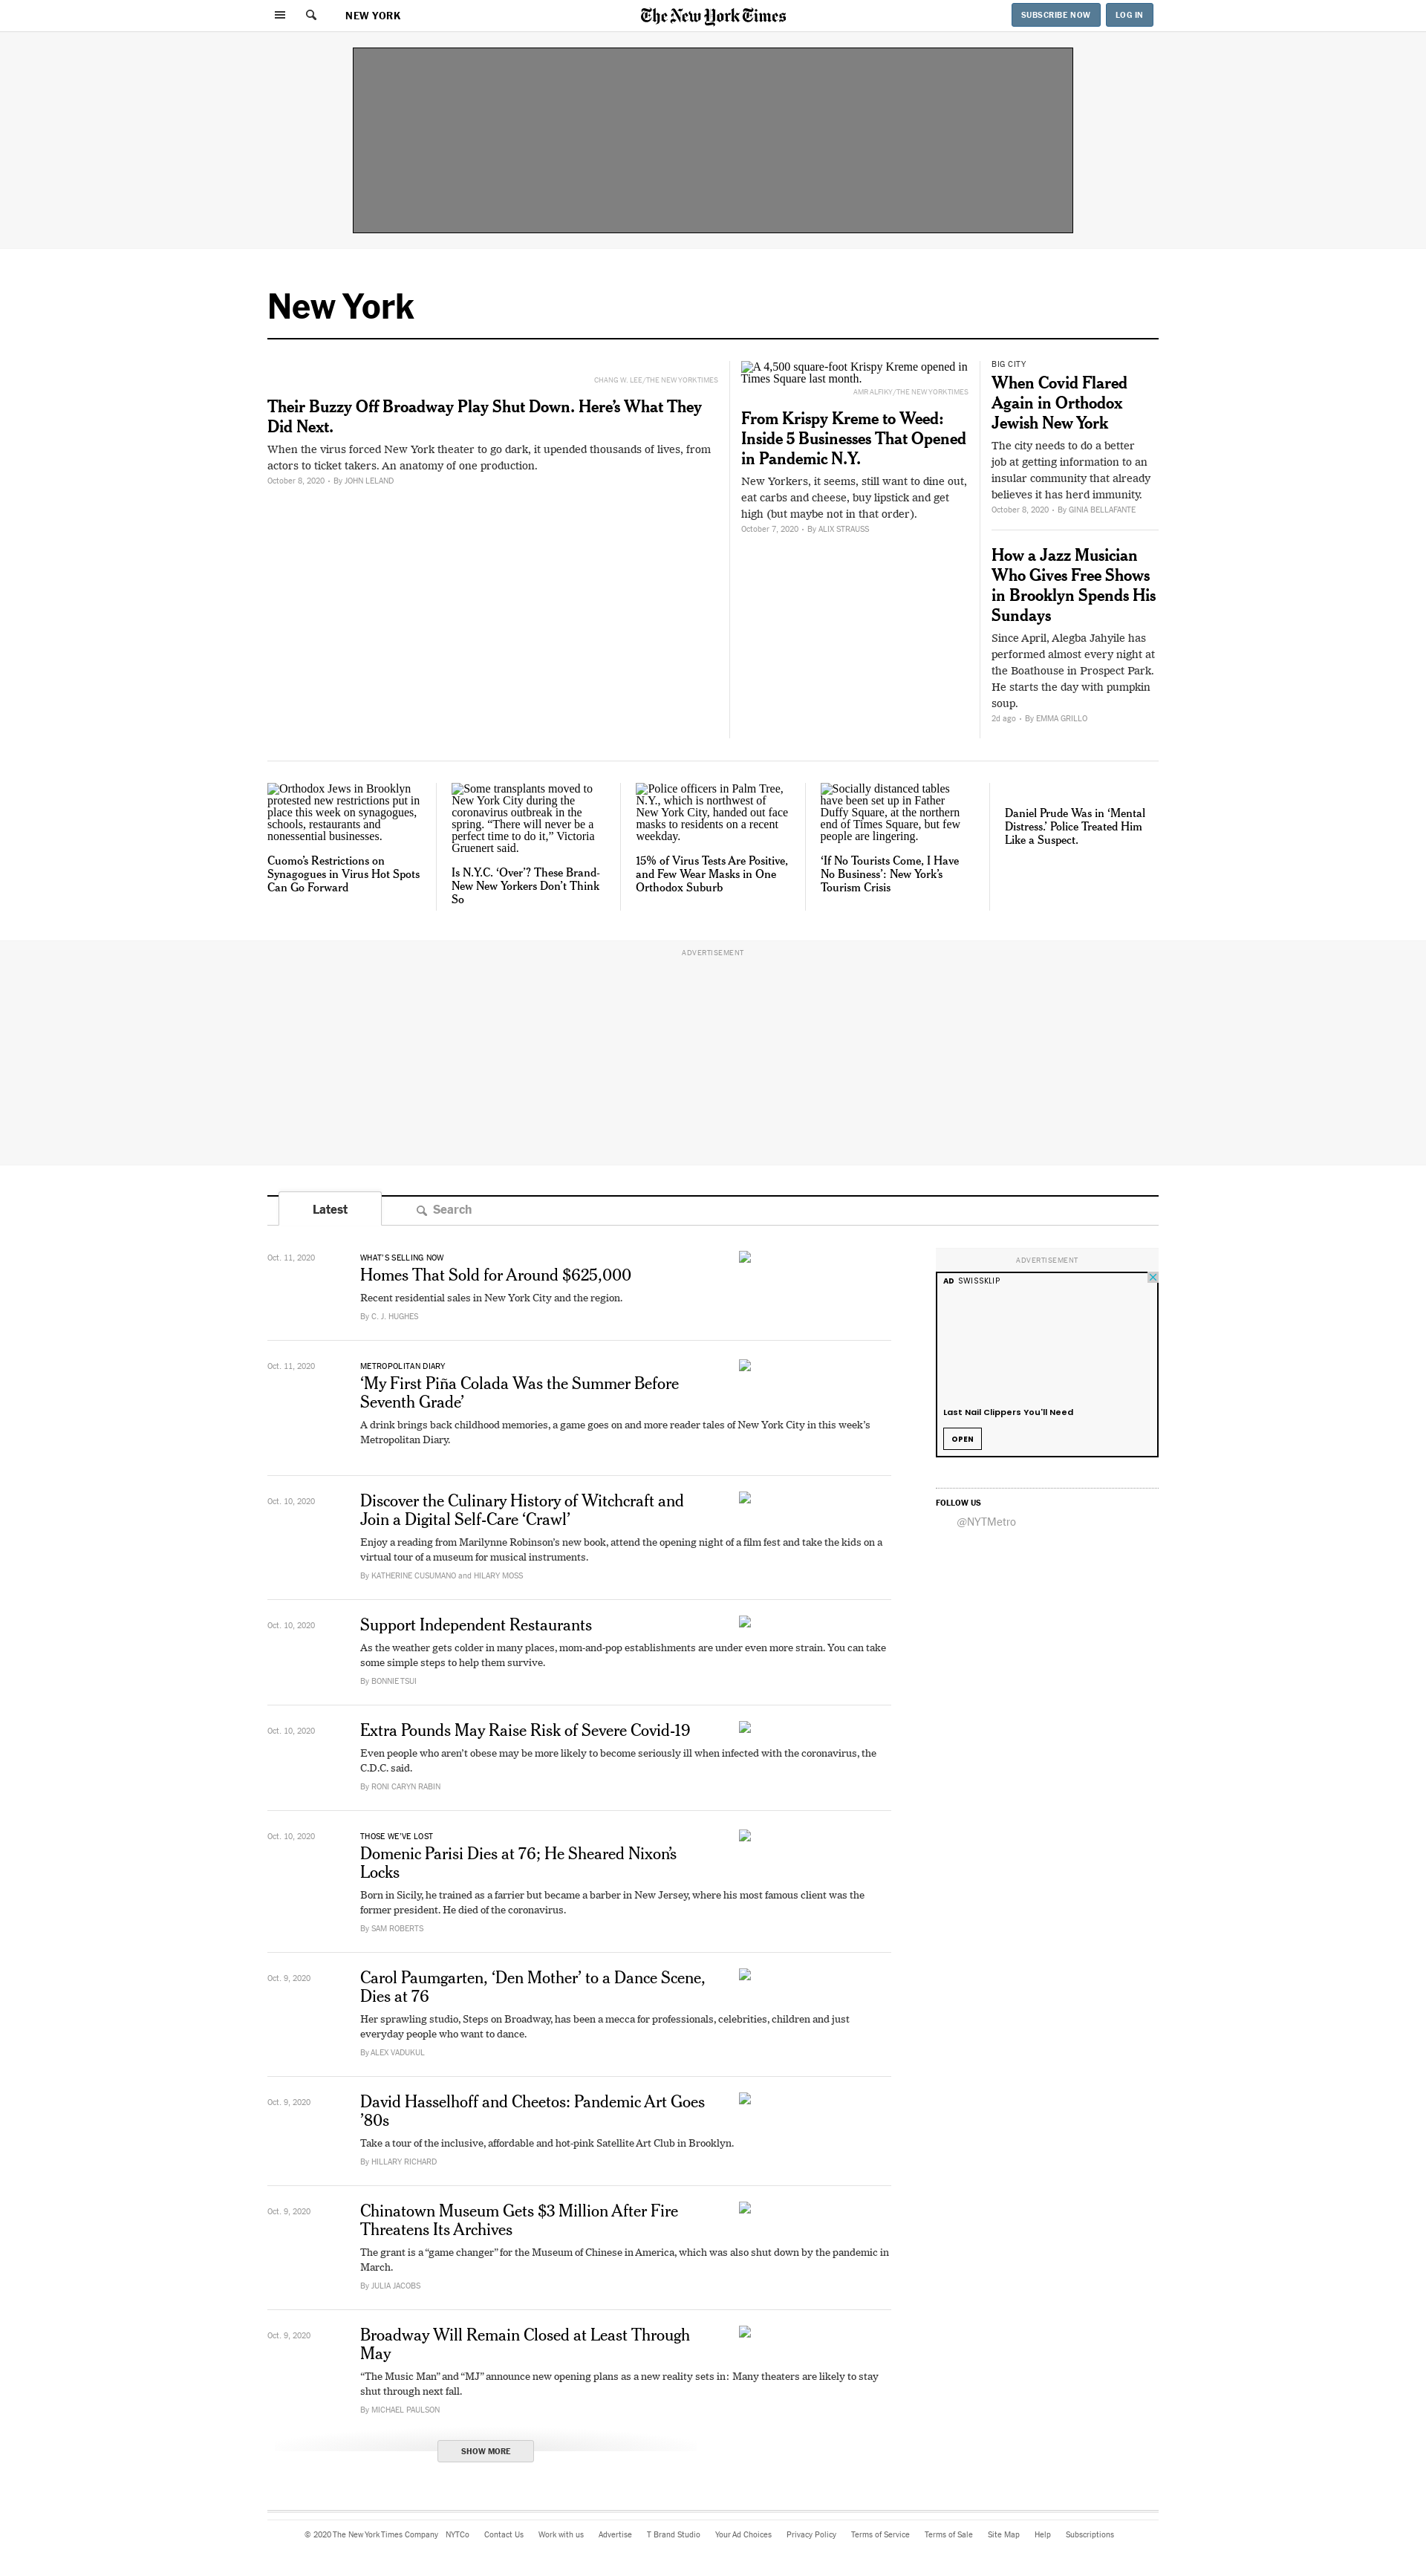 NEW YORK
The New York Times
SUBSCRIBE NOW
LOG IN
New York
CHANG W. LEE/THE NEW YORK TIMES
Their Buzzy Off Broadway Play Shut Down. Here’s What They
Did Next.
When the virus forced New York theater to go dark, it upended thousands of lives, from
actors to ticket takers. An anatomy of one production.
October 8, 2020 • By JOHN LELAND
A 4,500 square-foot Krispy Kreme opened in
Times Square last month.
AMR ALFIKY/THE NEW YORK TIMES
From Krispy Kreme to Weed:
Inside 5 Businesses That Opened
in Pandemic N.Y.
New Yorkers, it seems, still want to dine out,
eat carbs and cheese, buy lipstick and get
high (but maybe not in that order).
October 7, 2020 • By ALIX STRAUSS
BIG CITY
When Covid Flared
Again in Orthodox
Jewish New York
The city needs to do a better
job at getting information to an
insular community that already
believes it has herd immunity.
October 8, 2020 • By GINIA BELLAFANTE
How a Jazz Musician
Who Gives Free Shows
in Brooklyn Spends His
Sundays
Since April, Alegba Jahyile has
performed almost every night at
the Boathouse in Prospect Park.
He starts the day with pumpkin
soup.
2d ago • By EMMA GRILLO
Orthodox Jews in Brooklyn
protested new restrictions put in
place this week on synagogues,
schools, restaurants and
nonessential businesses.
Cuomo’s Restrictions on
Synagogues in Virus Hot Spots
Can Go Forward
Some transplants moved to
New York City during the
coronavirus outbreak in the
spring. “There will never be a
perfect time to do it,” Victoria
Gruenert said.
Is N.Y.C. ‘Over’? These Brand-
New New Yorkers Don’t Think
So
Police officers in Palm Tree,
N.Y., which is northwest of
New York City, handed out face
masks to residents on a recent
weekday.
15% of Virus Tests Are Positive,
and Few Wear Masks in One
Orthodox Suburb
Socially distanced tables
have been set up in Father
Duffy Square, at the northern
end of Times Square, but few
people are lingering.
‘If No Tourists Come, I Have
No Business’: New York’s
Tourism Crisis
Daniel Prude Was in ‘Mental
Distress.’ Police Treated Him
Like a Suspect.
ADVERTISEMENT
Latest
Search
Oct. 11, 2020
WHAT’S SELLING NOW
Homes That Sold for Around $625,000
Recent residential sales in New York City and the region.
By C. J. HUGHES
Oct. 11, 2020
METROPOLITAN DIARY
‘My First Piña Colada Was the Summer Before
Seventh Grade’
A drink brings back childhood memories, a game goes on and more reader tales of New York City in this week’s
Metropolitan Diary.
Oct. 10, 2020
Discover the Culinary History of Witchcraft and
Join a Digital Self-Care ‘Crawl’
Enjoy a reading from Marilynne Robinson’s new book, attend the opening night of a film fest and take the kids on a
virtual tour of a museum for musical instruments.
By KATHERINE CUSUMANO and HILARY MOSS
Oct. 10, 2020
Support Independent Restaurants
As the weather gets colder in many places, mom-and-pop establishments are under even more strain. You can take
some simple steps to help them survive.
By BONNIE TSUI
Oct. 10, 2020
Extra Pounds May Raise Risk of Severe Covid-19
Even people who aren’t obese may be more likely to become seriously ill when infected with the coronavirus, the
C.D.C. said.
By RONI CARYN RABIN
Oct. 10, 2020
THOSE WE’VE LOST
Domenic Parisi Dies at 76; He Sheared Nixon’s
Locks
Born in Sicily, he trained as a farrier but became a barber in New Jersey, where his most famous client was the
former president. He died of the coronavirus.
By SAM ROBERTS
Oct. 9, 2020
Carol Paumgarten, ‘Den Mother’ to a Dance Scene,
Dies at 76
Her sprawling studio, Steps on Broadway, has been a mecca for professionals, celebrities, children and just
everyday people who want to dance.
By ALEX VADUKUL
Oct. 9, 2020
David Hasselhoff and Cheetos: Pandemic Art Goes
’80s
Take a tour of the inclusive, affordable and hot-pink Satellite Art Club in Brooklyn.
By HILLARY RICHARD
Oct. 9, 2020
Chinatown Museum Gets $3 Million After Fire
Threatens Its Archives
The grant is a “game changer” for the Museum of Chinese in America, which was also shut down by the pandemic in
March.
By JULIA JACOBS
Oct. 9, 2020
Broadway Will Remain Closed at Least Through
May
“The Music Man” and “MJ” announce new opening plans as a new reality sets in: Many theaters are likely to stay
shut through next fall.
By MICHAEL PAULSON
SHOW MORE
ADVERTISEMENT
AD SWISSKLIP
Last Nail Clippers You'll Need
OPEN
FOLLOW US
@NYTMetro
© 2020 The New York Times Company NYTCo Contact Us Work with us Advertise T Brand Studio Your Ad Choices Privacy Policy Terms of Service Terms of Sale Site Map Help Subscriptions